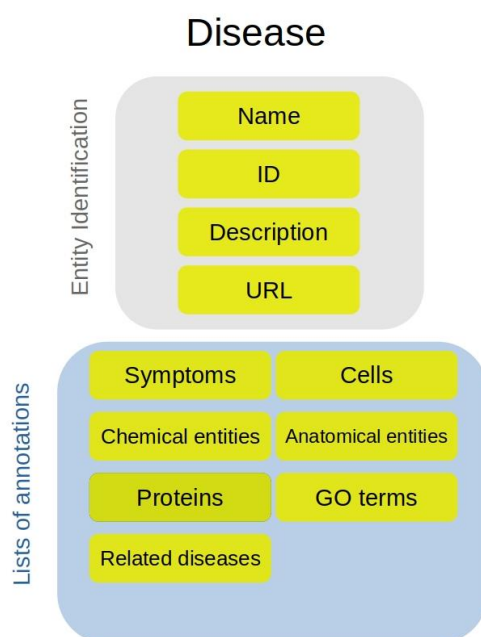 Disease
Entity Identification
Name
ID
Description
URL
Lists of annotations
Symptoms
Cells
Chemical entities
Anatomical entities
Proteins
GO terms
Related diseases